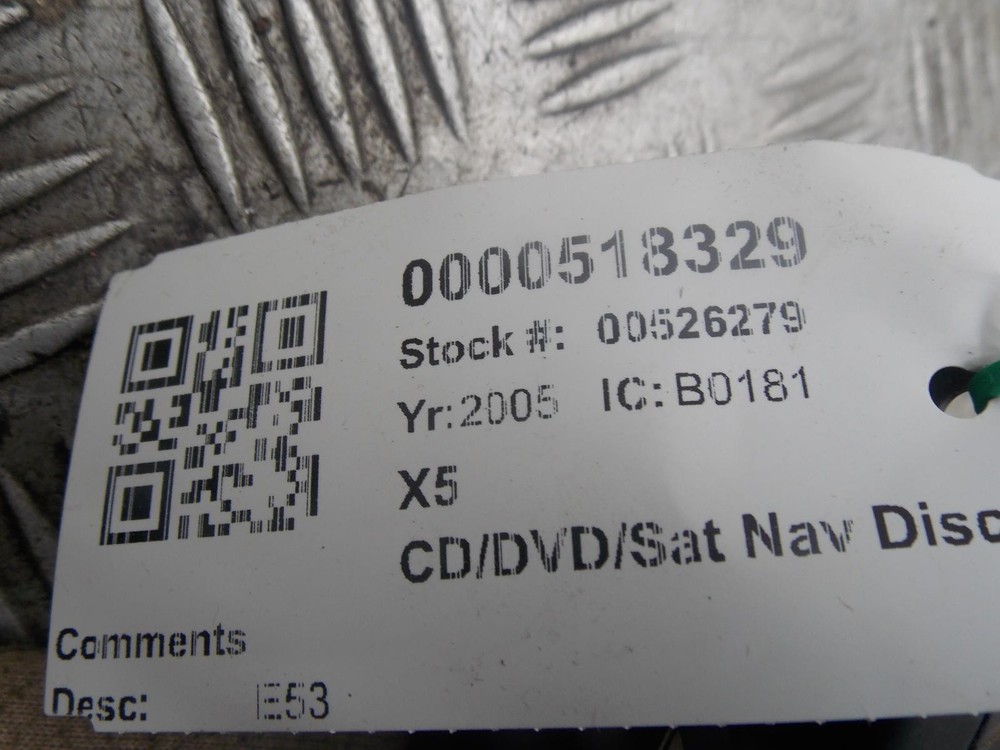 0000518329
Stock #: 00526279
Yr: 2005 IC: B0181
X5
CD/DVD/Sat Nav Disc
Comments
Desc: E53